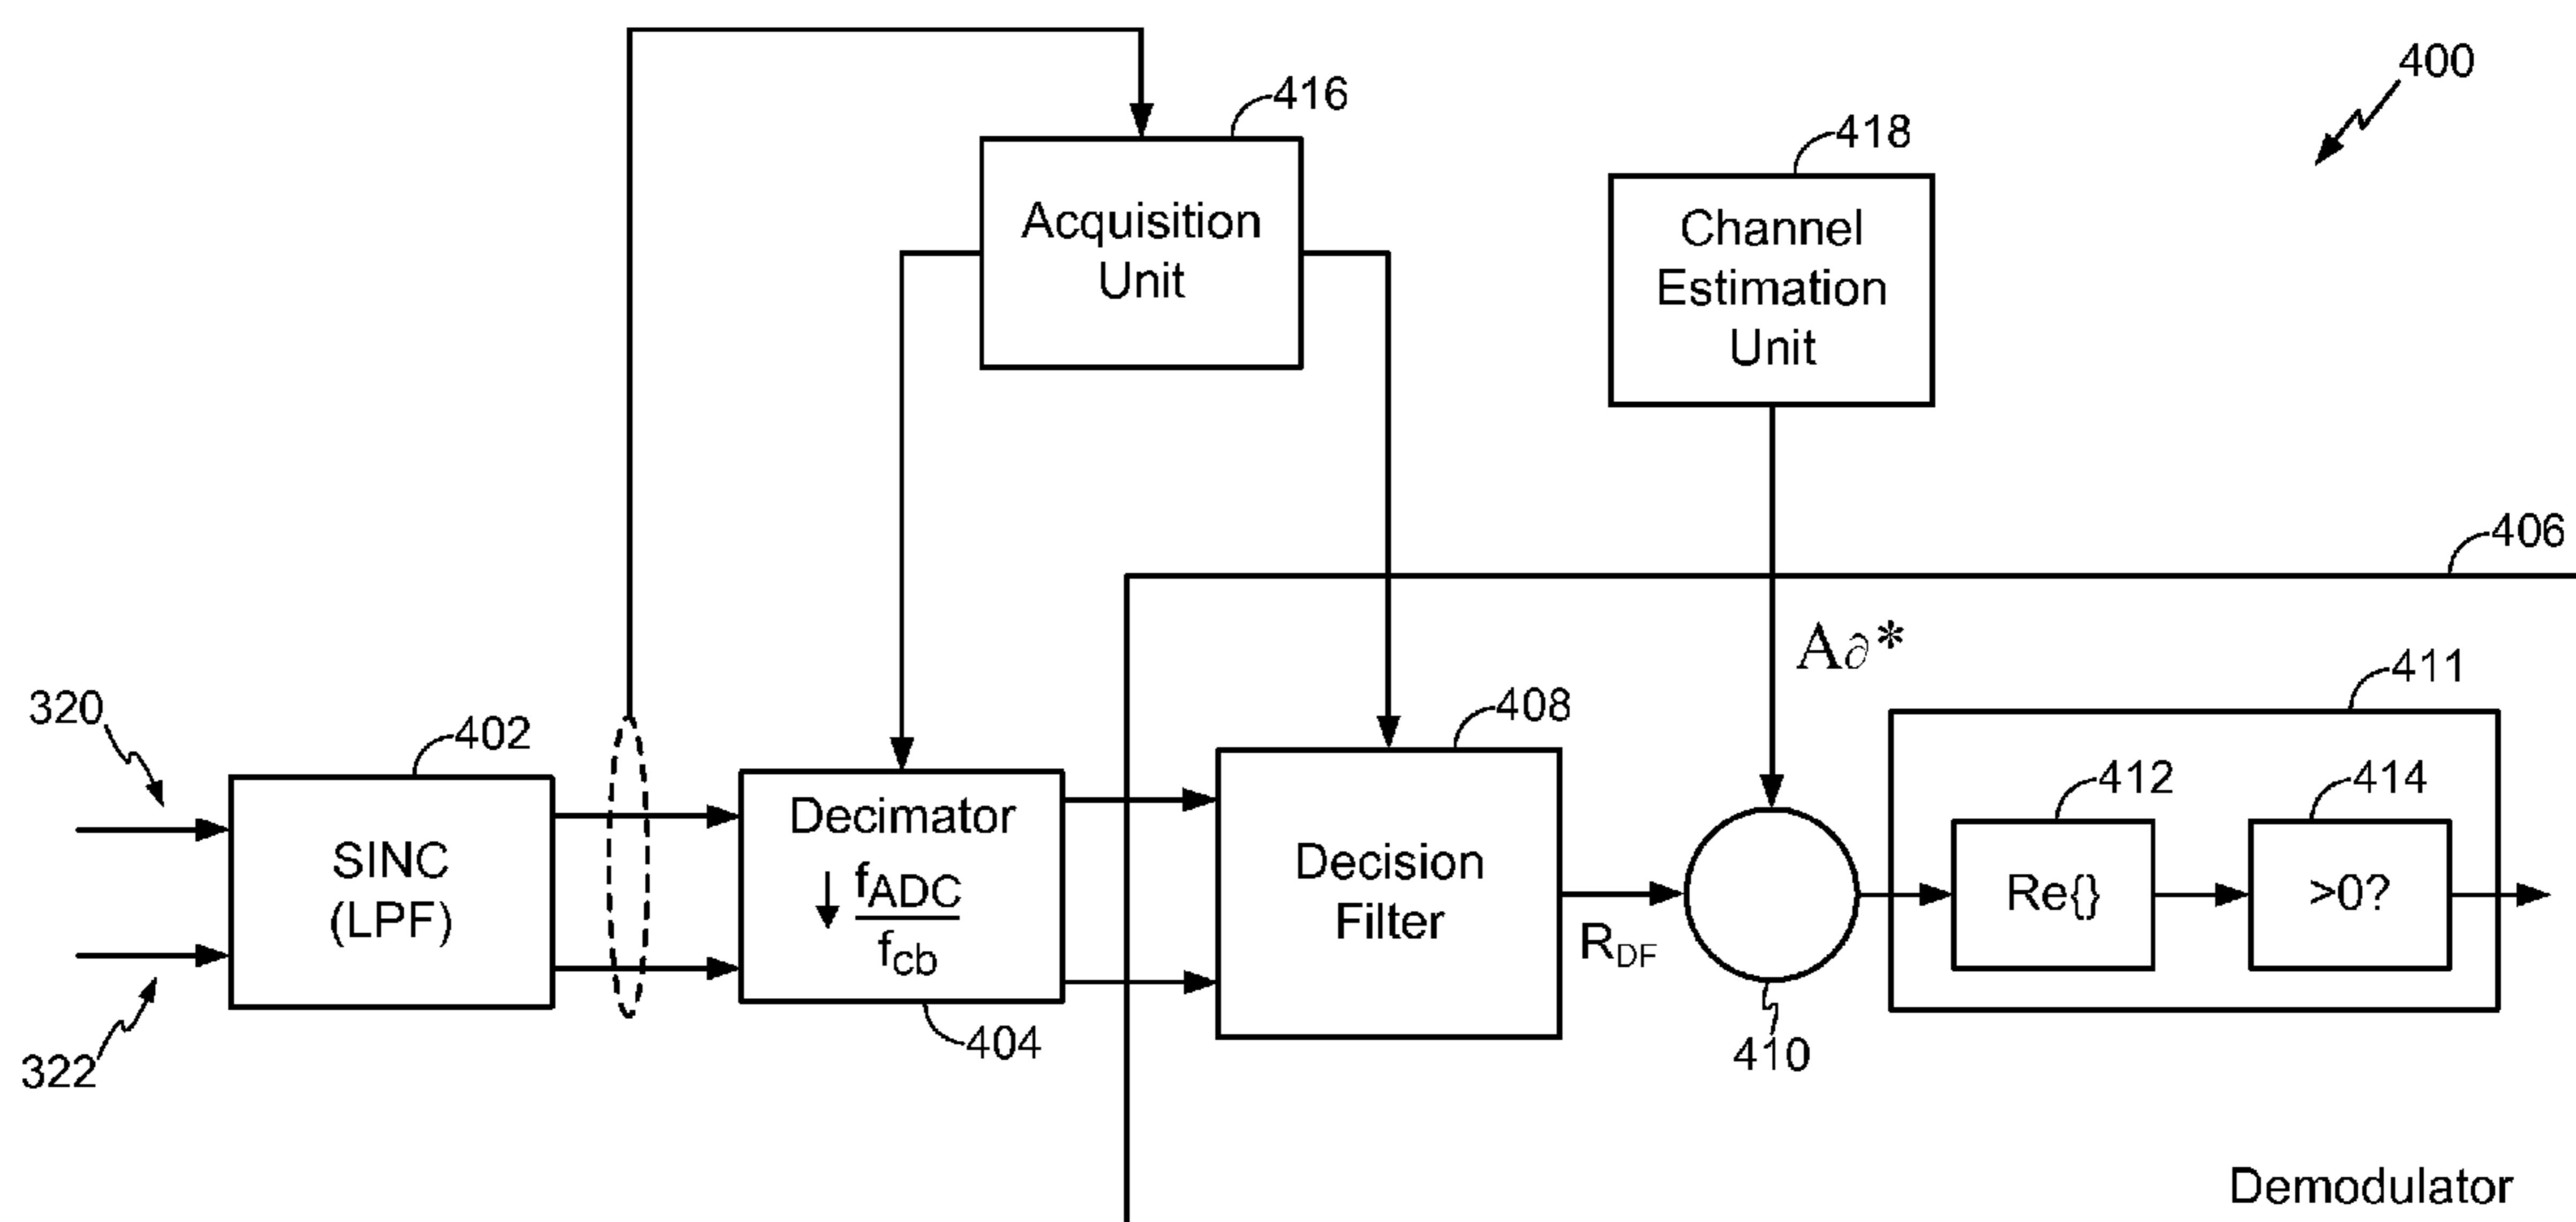 400
416
Acquisition
Unit
418
Channel
Estimation
Unit
406
A∂*
411
320
402
SINC
(LPF)
322
Decimator
↓ fADC
fcb
404
408
Decision
Filter
RDF
410
412
Re{}
414
>0?
Demodulator